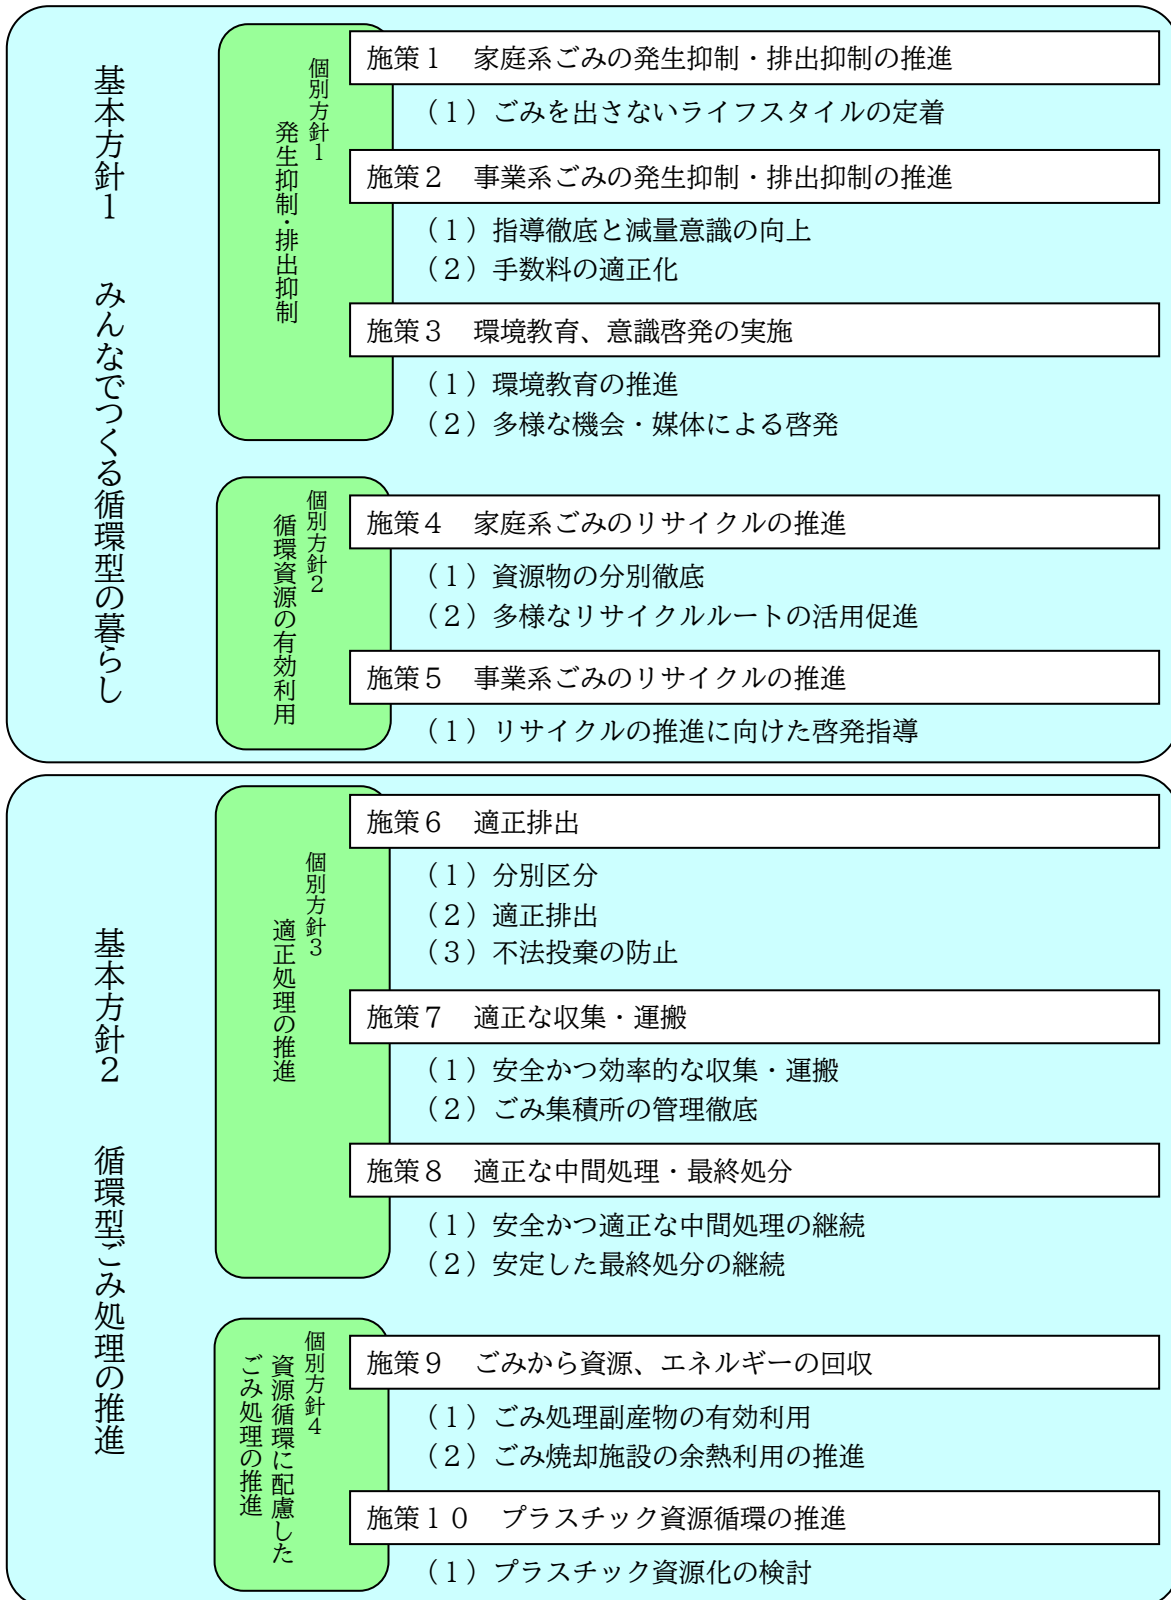 基本方針１　みんなでつくる循環型の暮らし
個別方針１
発生抑制・排出抑制
施策１　家庭系ごみの発生抑制・排出抑制の推進
（１）ごみを出さないライフスタイルの定着
施策２　事業系ごみの発生抑制・排出抑制の推進
（１）指導徹底と減量意識の向上
（２）手数料の適正化
施策３　環境教育、意識啓発の実施
（１）環境教育の推進
（２）多様な機会・媒体による啓発
個別方針２
循環資源の有効利用
施策４　家庭系ごみのリサイクルの推進
（１）資源物の分別徹底
（２）多様なリサイクルルートの活用促進
施策５　事業系ごみのリサイクルの推進
（１）リサイクルの推進に向けた啓発指導
基本方針２　循環型ごみ処理の推進
個別方針３
適正処理の推進
施策６　適正排出
（１）分別区分
（２）適正排出
（３）不法投棄の防止
施策７　適正な収集・運搬
（１）安全かつ効率的な収集・運搬
（２）ごみ集積所の管理徹底
施策８　適正な中間処理・最終処分
（１）安全かつ適正な中間処理の継続
（２）安定した最終処分の継続
個別方針４
資源循環に配慮した
ごみ処理の推進
施策９　ごみから資源、エネルギーの回収
（１）ごみ処理副産物の有効利用
（２）ごみ焼却施設の余熱利用の推進
施策１０　プラスチック資源循環の推進
（１）プラスチック資源化の検討